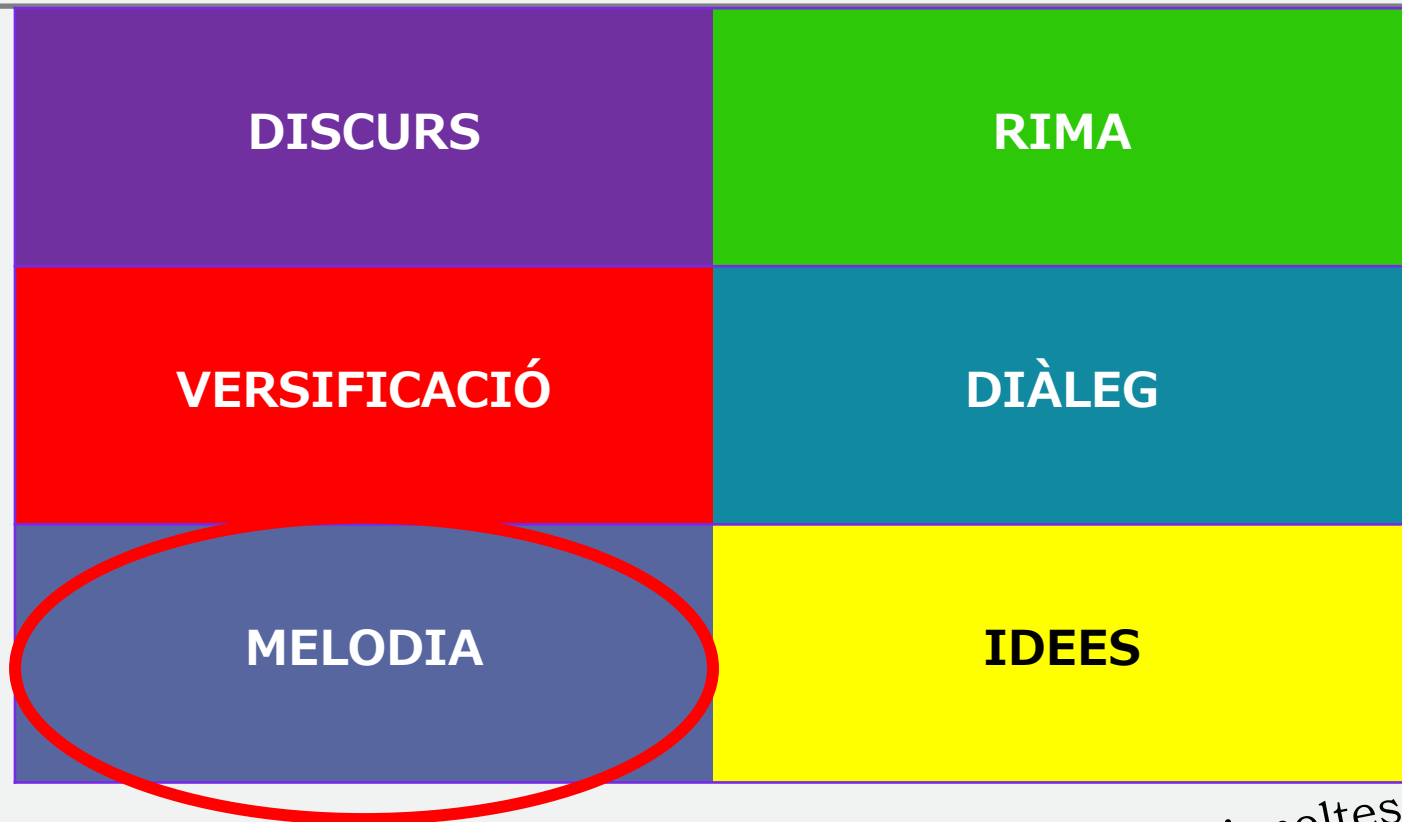 DISCURS
RIMA
VERSIFICACIÓ
DIÀLEG
MELODIA
IDEES